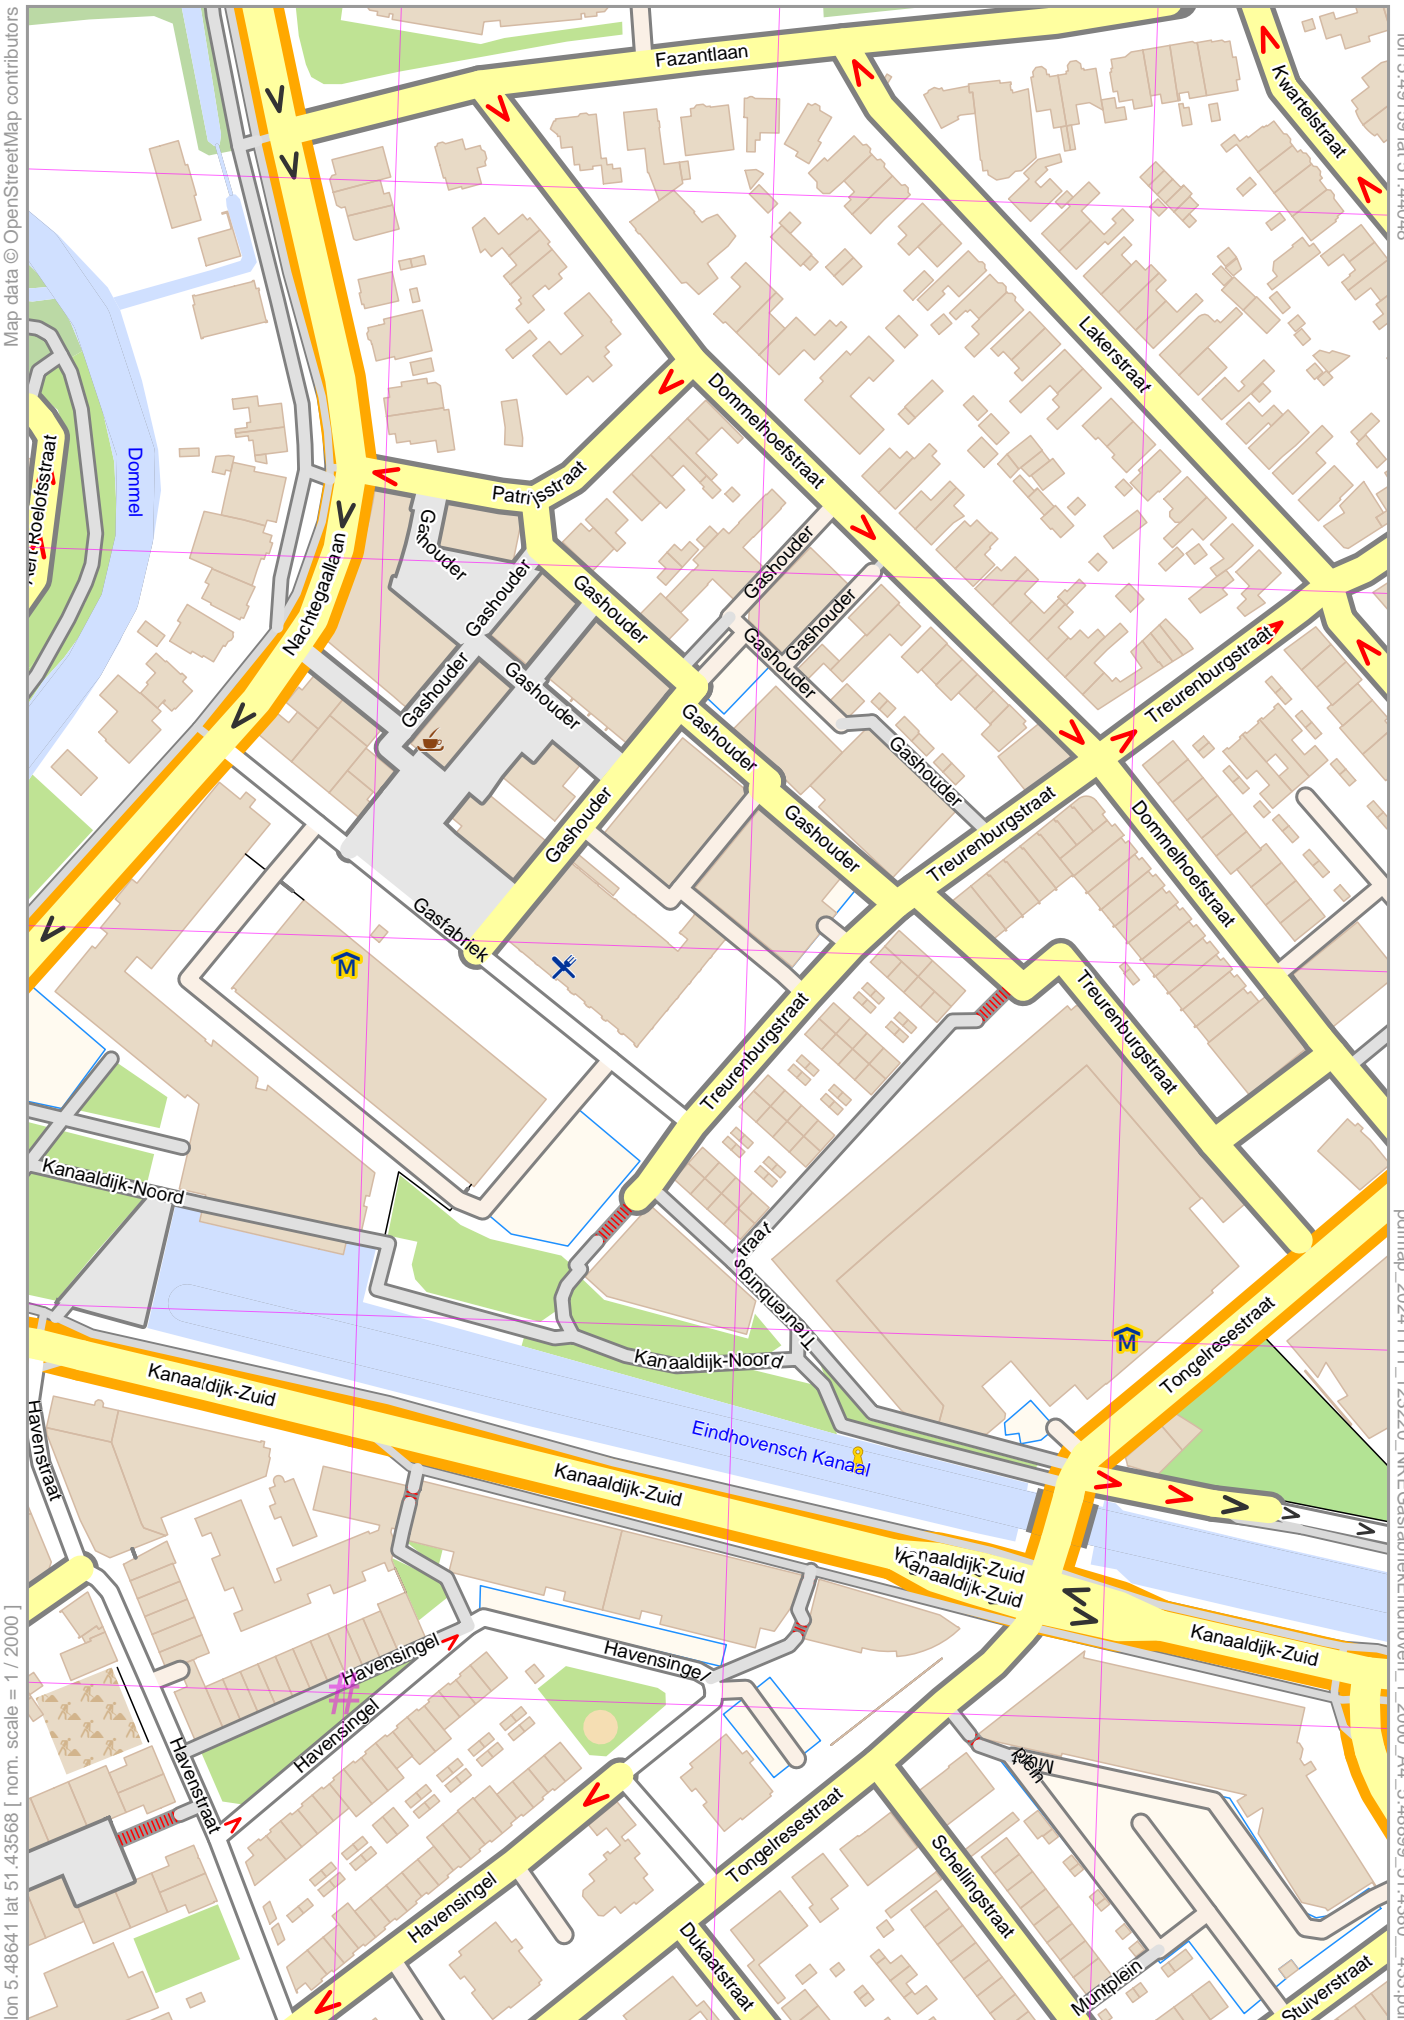 Map data © OpenStreetMap contributors
Fazantlaan
Kwartelstraat
Lakerstraat
Dommelhoefstraat
Dommel
Patrijsstraat
Gashouder
Gashouder
Gashouder
Gashouder
Gashouder
Gashouder
Nachtegaallaan
Gashouder
Gashouder
Gashouder
Treurenburgstraat
Gashouder
Gashouder
Gashouder
Gashouder
Treurenburgstraat
Dommelhoefstraat
Gasfabriek
M
Treurenburgstraat
Treurenburgstraat
Kanaaldijk-Noord
Treurenburgstraat
Kanaaldijk-Noord
M
Tongelresestraat
Kanaaldijk-Zuid
Havenstraat
Eindhovensch Kanaal
Kanaaldijk-Zuid
Kanaaldijk-Zuid
Kanaaldijk-Zuid
Kanaaldijk-Zuid
Havensingel
Havensingel
Havensingel
Havenstraat
Tongelresestraat
Schellingstraat
Havensingel
Dukaatstraat
Muntplein
Muntplein
Stuiverstraat
lon 5.48641 lat 51.43568 [ nom. scale = 1 / 2000 ]